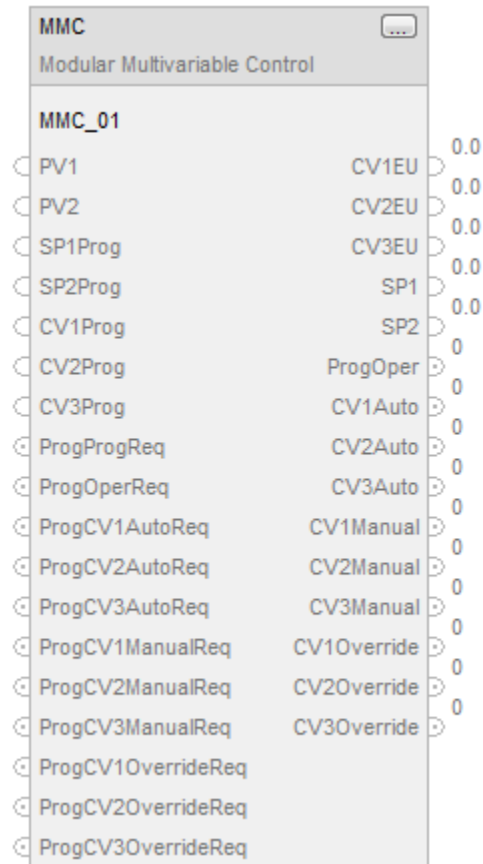 MMC ...
Modular Multivariable Control
MMC_01
0.0
PV1 CV1EU
0.0
PV2 CV2EU
0.0
SP1Prog CV3EU
0.0
SP2Prog SP1
0.0
CV1Prog SP2
0
CV2Prog ProgOper
0
CV3Prog CV1Auto
0
ProgProgReq CV2Auto
0
ProgOperReq CV3Auto
0
ProgCV1AutoReq CV1Manual
0
ProgCV2AutoReq CV2Manual
0
ProgCV3AutoReq CV3Manual
0
ProgCV1ManualReq CV1Override
0
ProgCV2ManualReq CV2Override
0
ProgCV3ManualReq CV3Override
ProgCV1OverrideReq
ProgCV2OverrideReq
ProgCV3OverrideReq